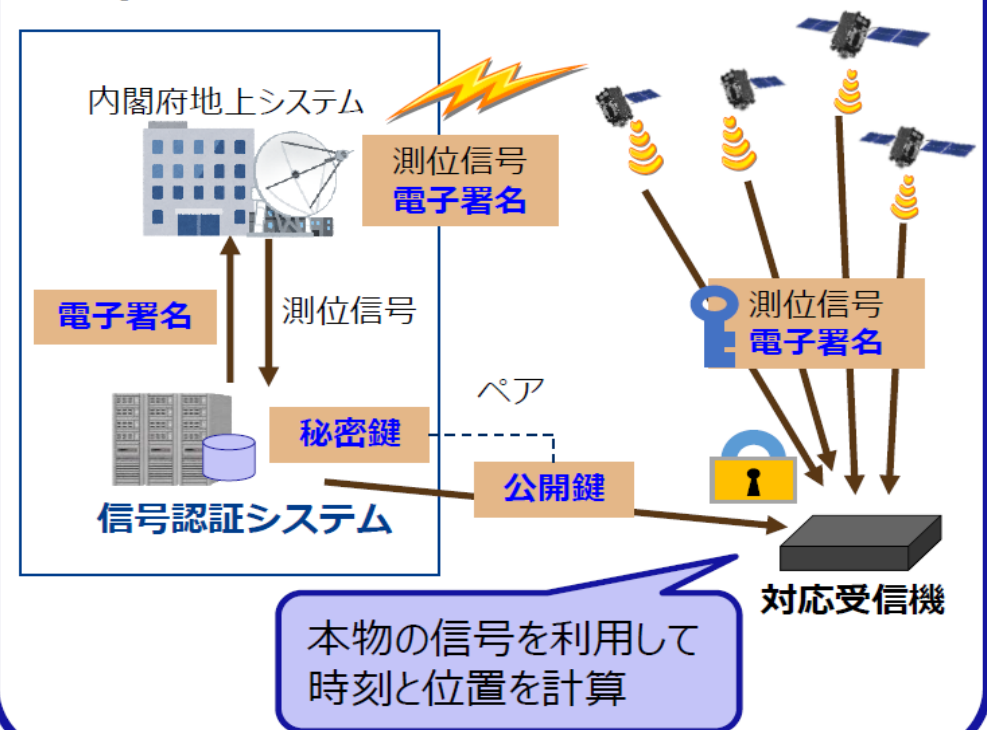 内閣府地上システム
測位信号
電子署名
電子署名
測位信号
測位信号
電子署名
ペア
秘密鍵
公開鍵
信号認証システム
対応受信機
本物の信号を利用して
時刻と位置を計算